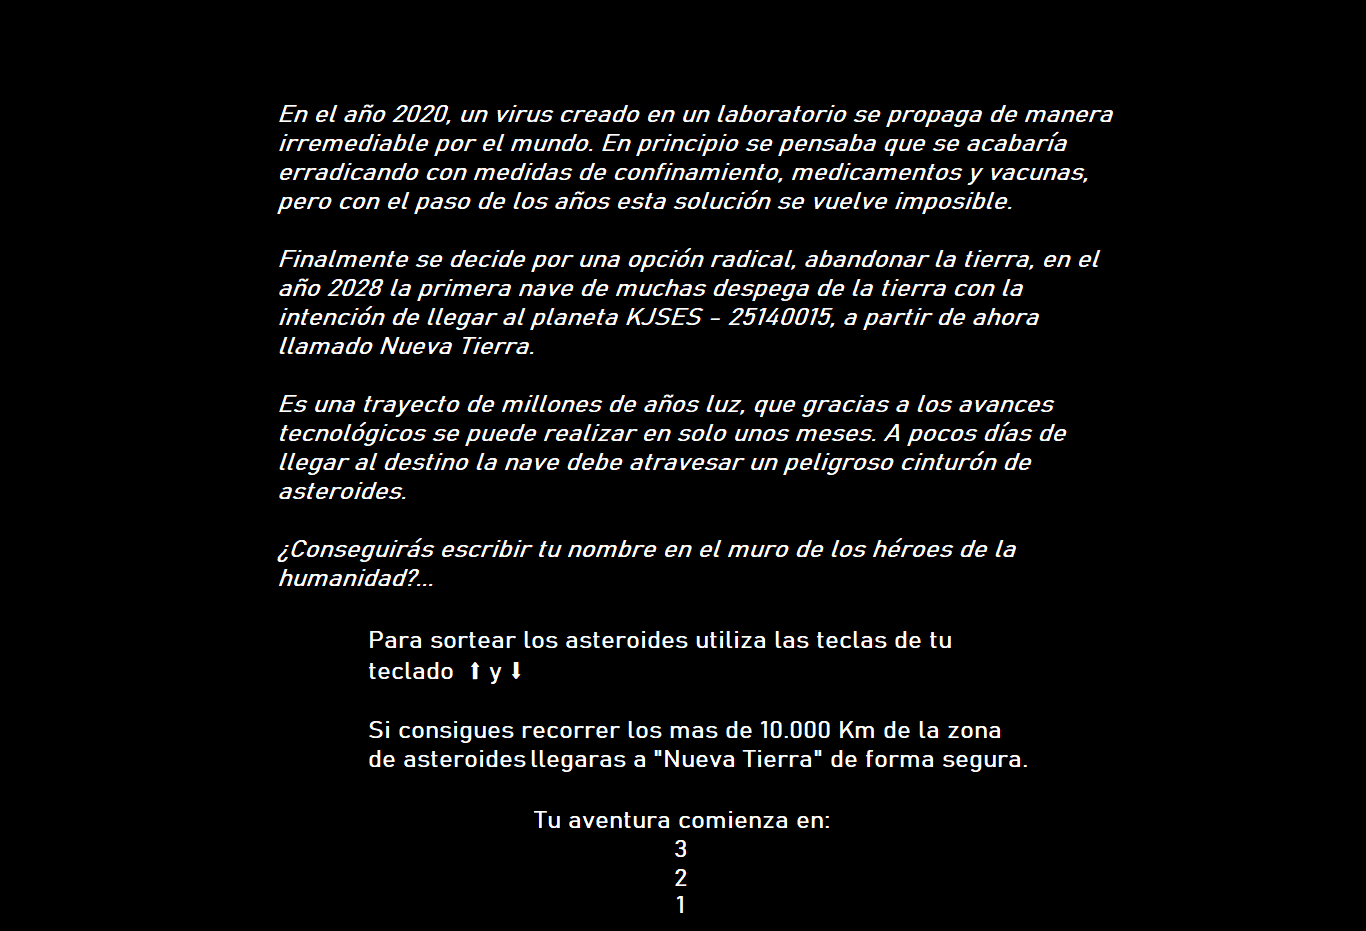 En el año 2020, un virus creado en un laboratorio se propaga de manera
irremediable por el mundo. En principio se pensaba que se acabaría
erradicando con medidas de confinamiento, medicamentos y vacunas,
pero con el paso de los años esta solución se vuelve imposible.
Finalmente se decide por una opción radical, abandonar la tierra, en el
año 2028 la primera nave de muchas despega de la tierra con la
intención de llegar al planeta KJSES - 25140015, a partir de ahora
llamado Nueva Tierra.
Es una trayecto de millones de años luz, que gracias a los avances
tecnológicos se puede realizar en solo unos meses. A pocos días de
llegar al destino la nave debe atravesar un peligroso cinturón de
asteroides.
¿Conseguirás escribir tu nombre en el muro de los héroes de la
humanidad?...
Para sortear los asteroides utiliza las teclas de tu
teclado ⬆ y ⬇
Si consigues recorrer los mas de 10.000 Km de la zona
de asteroides llegaras a "Nueva Tierra" de forma segura.
Tu aventura comienza en:
3
2
1